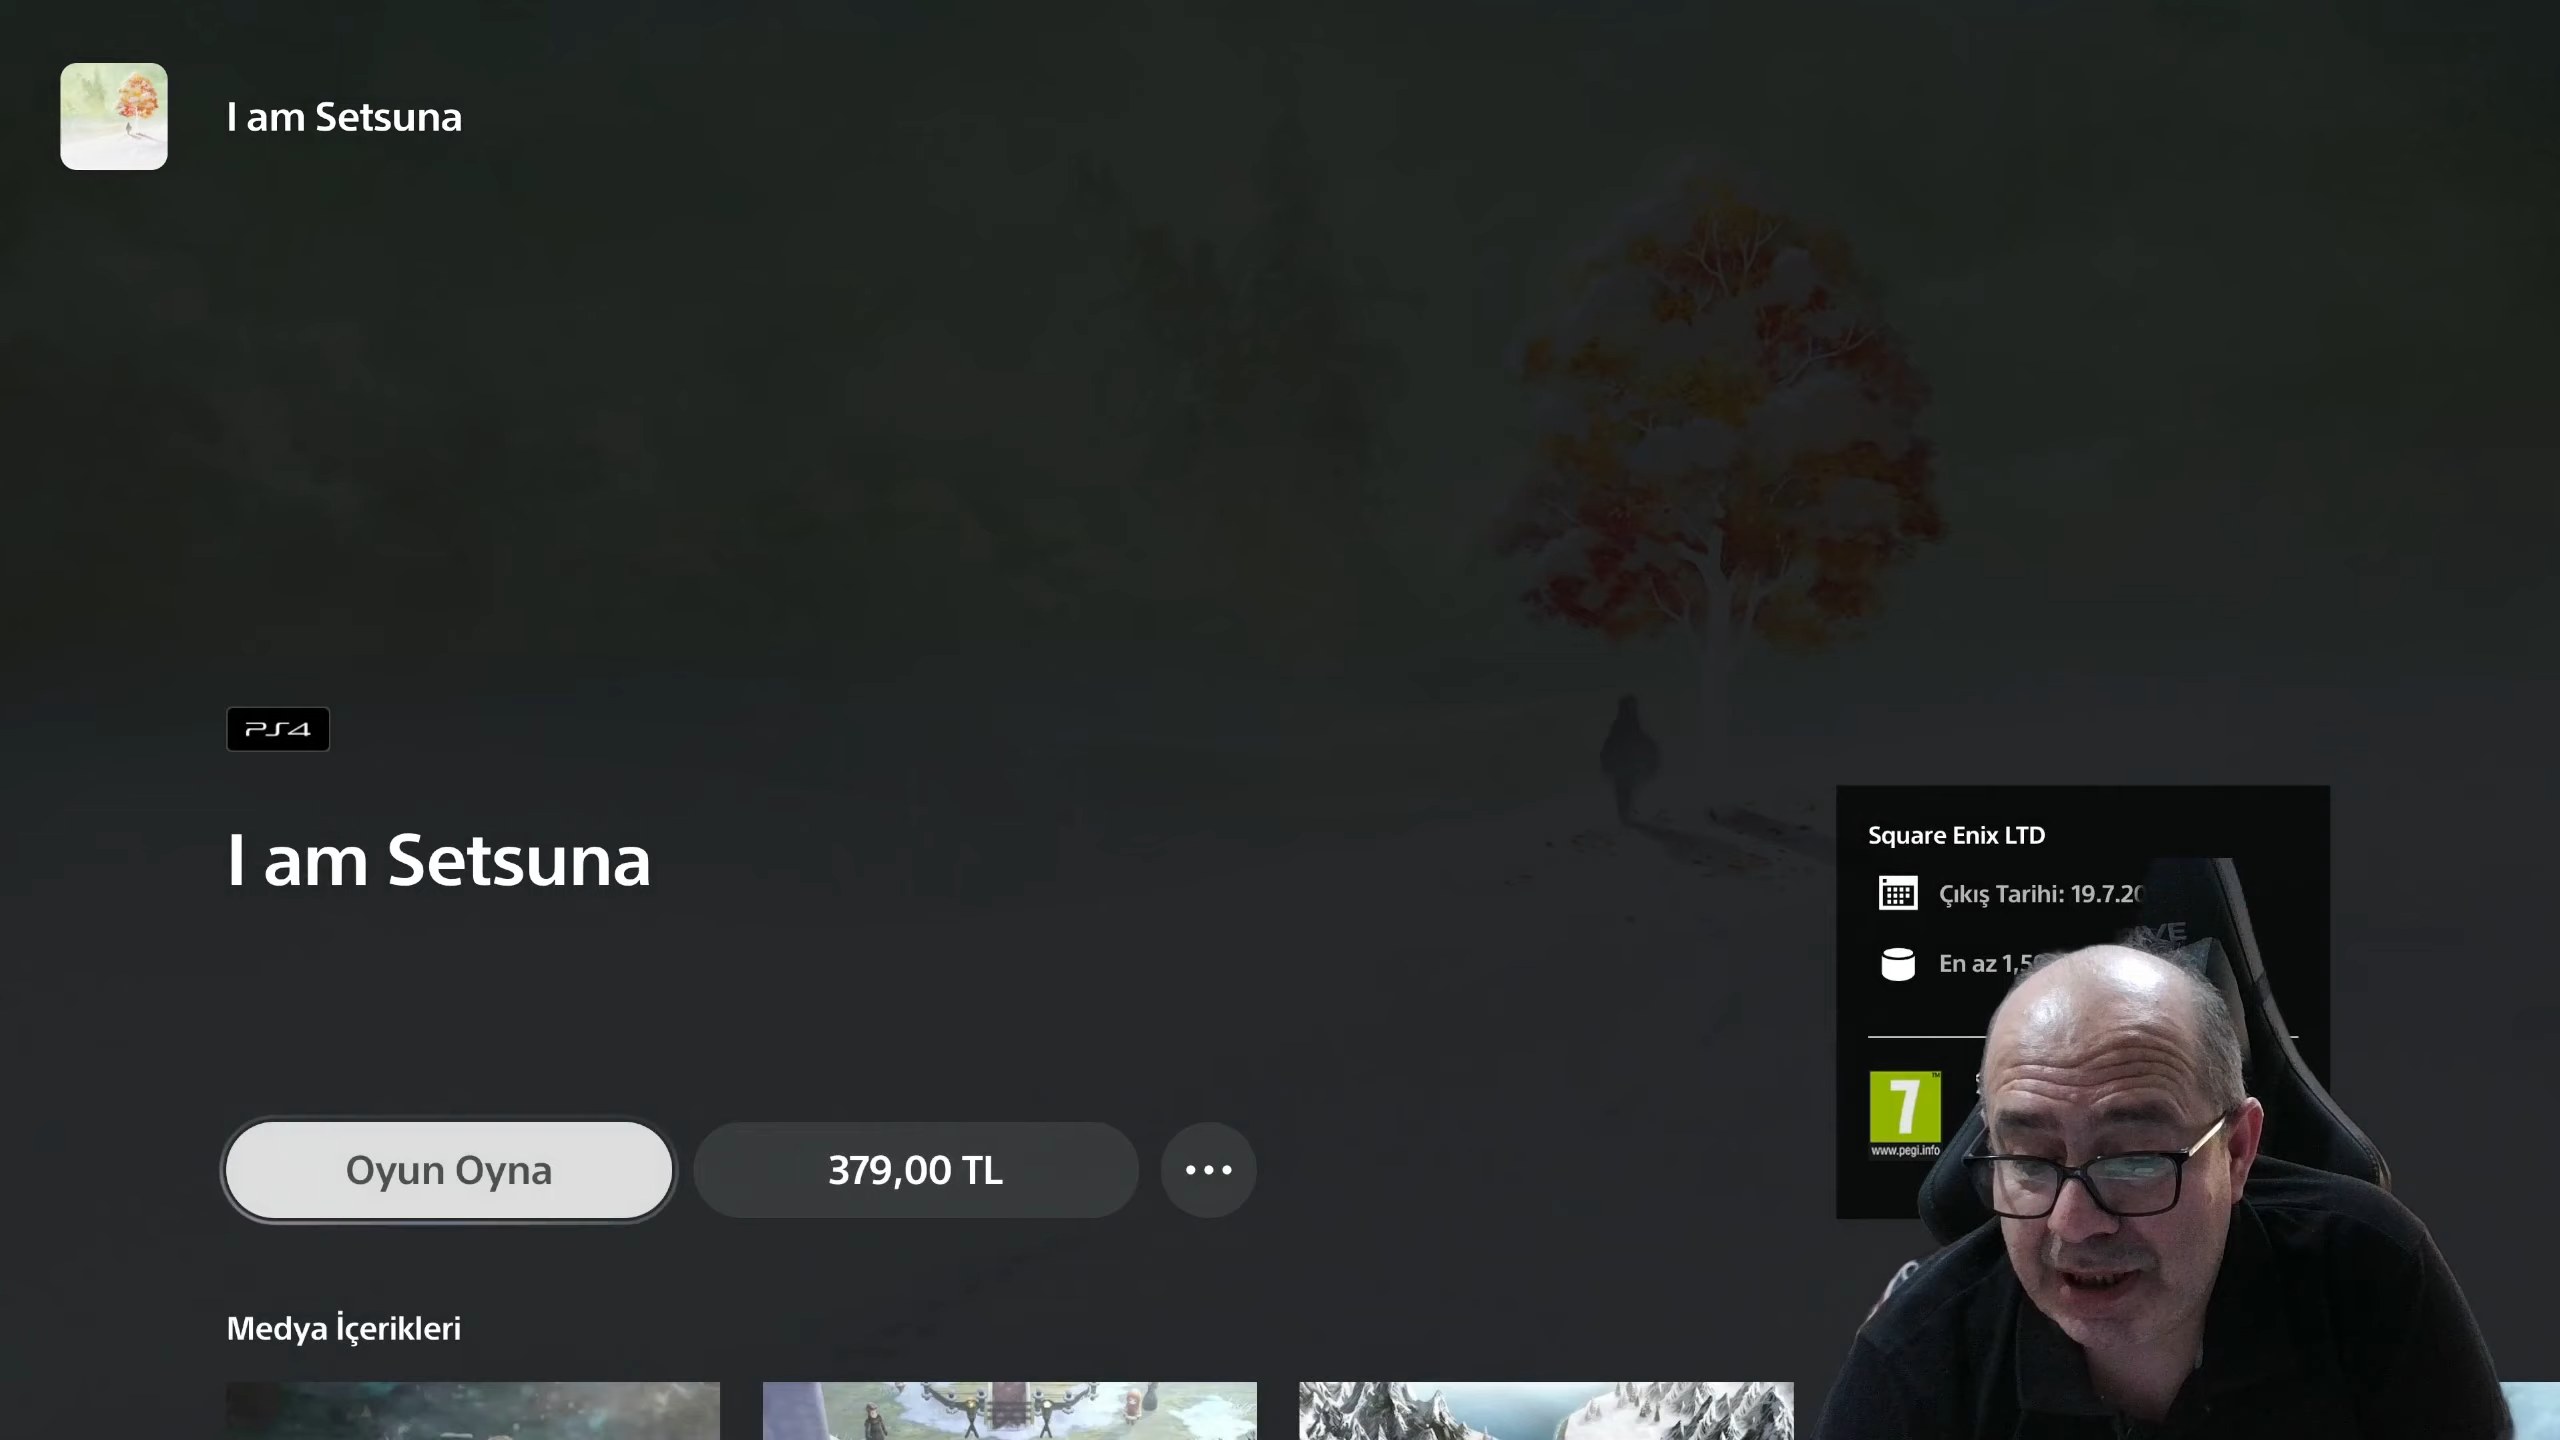 I am Setsuna
PS4
I am Setsuna
Square Enix LTD
Çıkış Tarihi: 19.7.20
En az 1,5
7
www.pegi.info
Oyun Oyna
379,00 TL
Medya İçerikleri